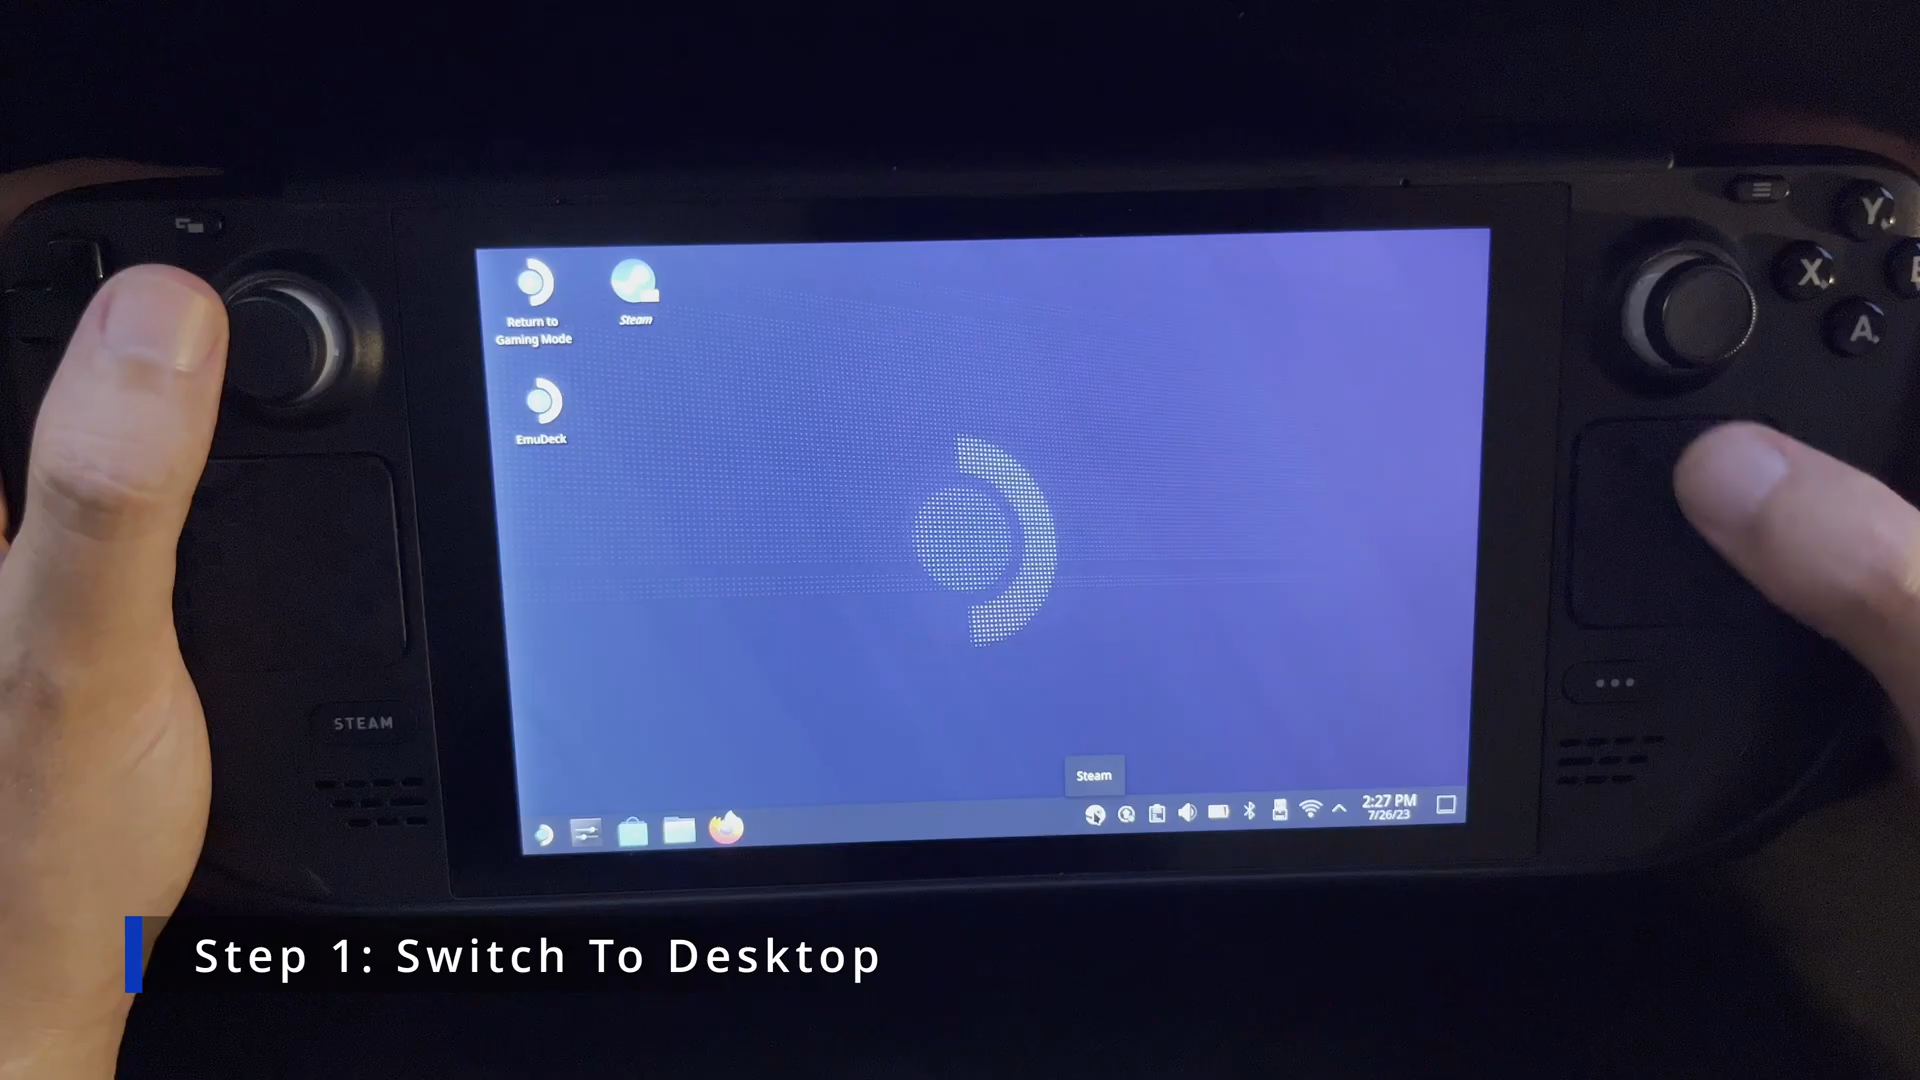 Y
X
A
Return to
Gaming Mode
Steam
EmuDeck
STEAM
Steam
2:27 PM
7/26/23
Step 1: Switch To Desktop